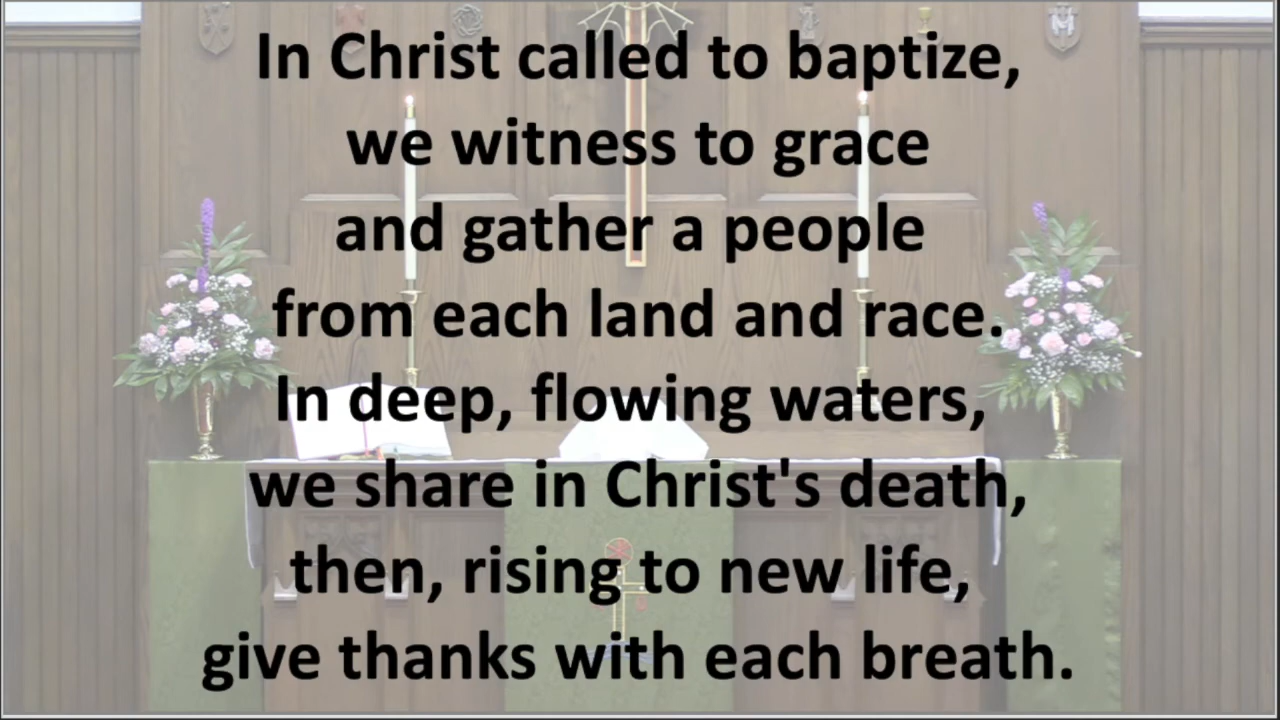 In Christ called to baptize,
we witness to grace
and gather a people
from each land and race.
In deep, flowing waters,
we share in Christ's death,
then, rising to new life,
give thanks with each breath.